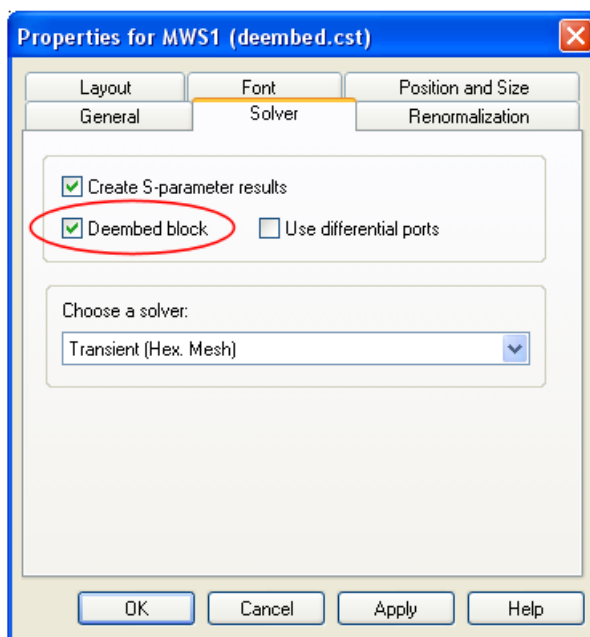 Properties for MWS1 (deembed.cst)
Layout Font Position and Size
General Solver Renormalization
Create S-parameter results
Deembed block Use differential ports
Choose a solver:
Transient (Hex. Mesh)
OK Cancel Apply Help